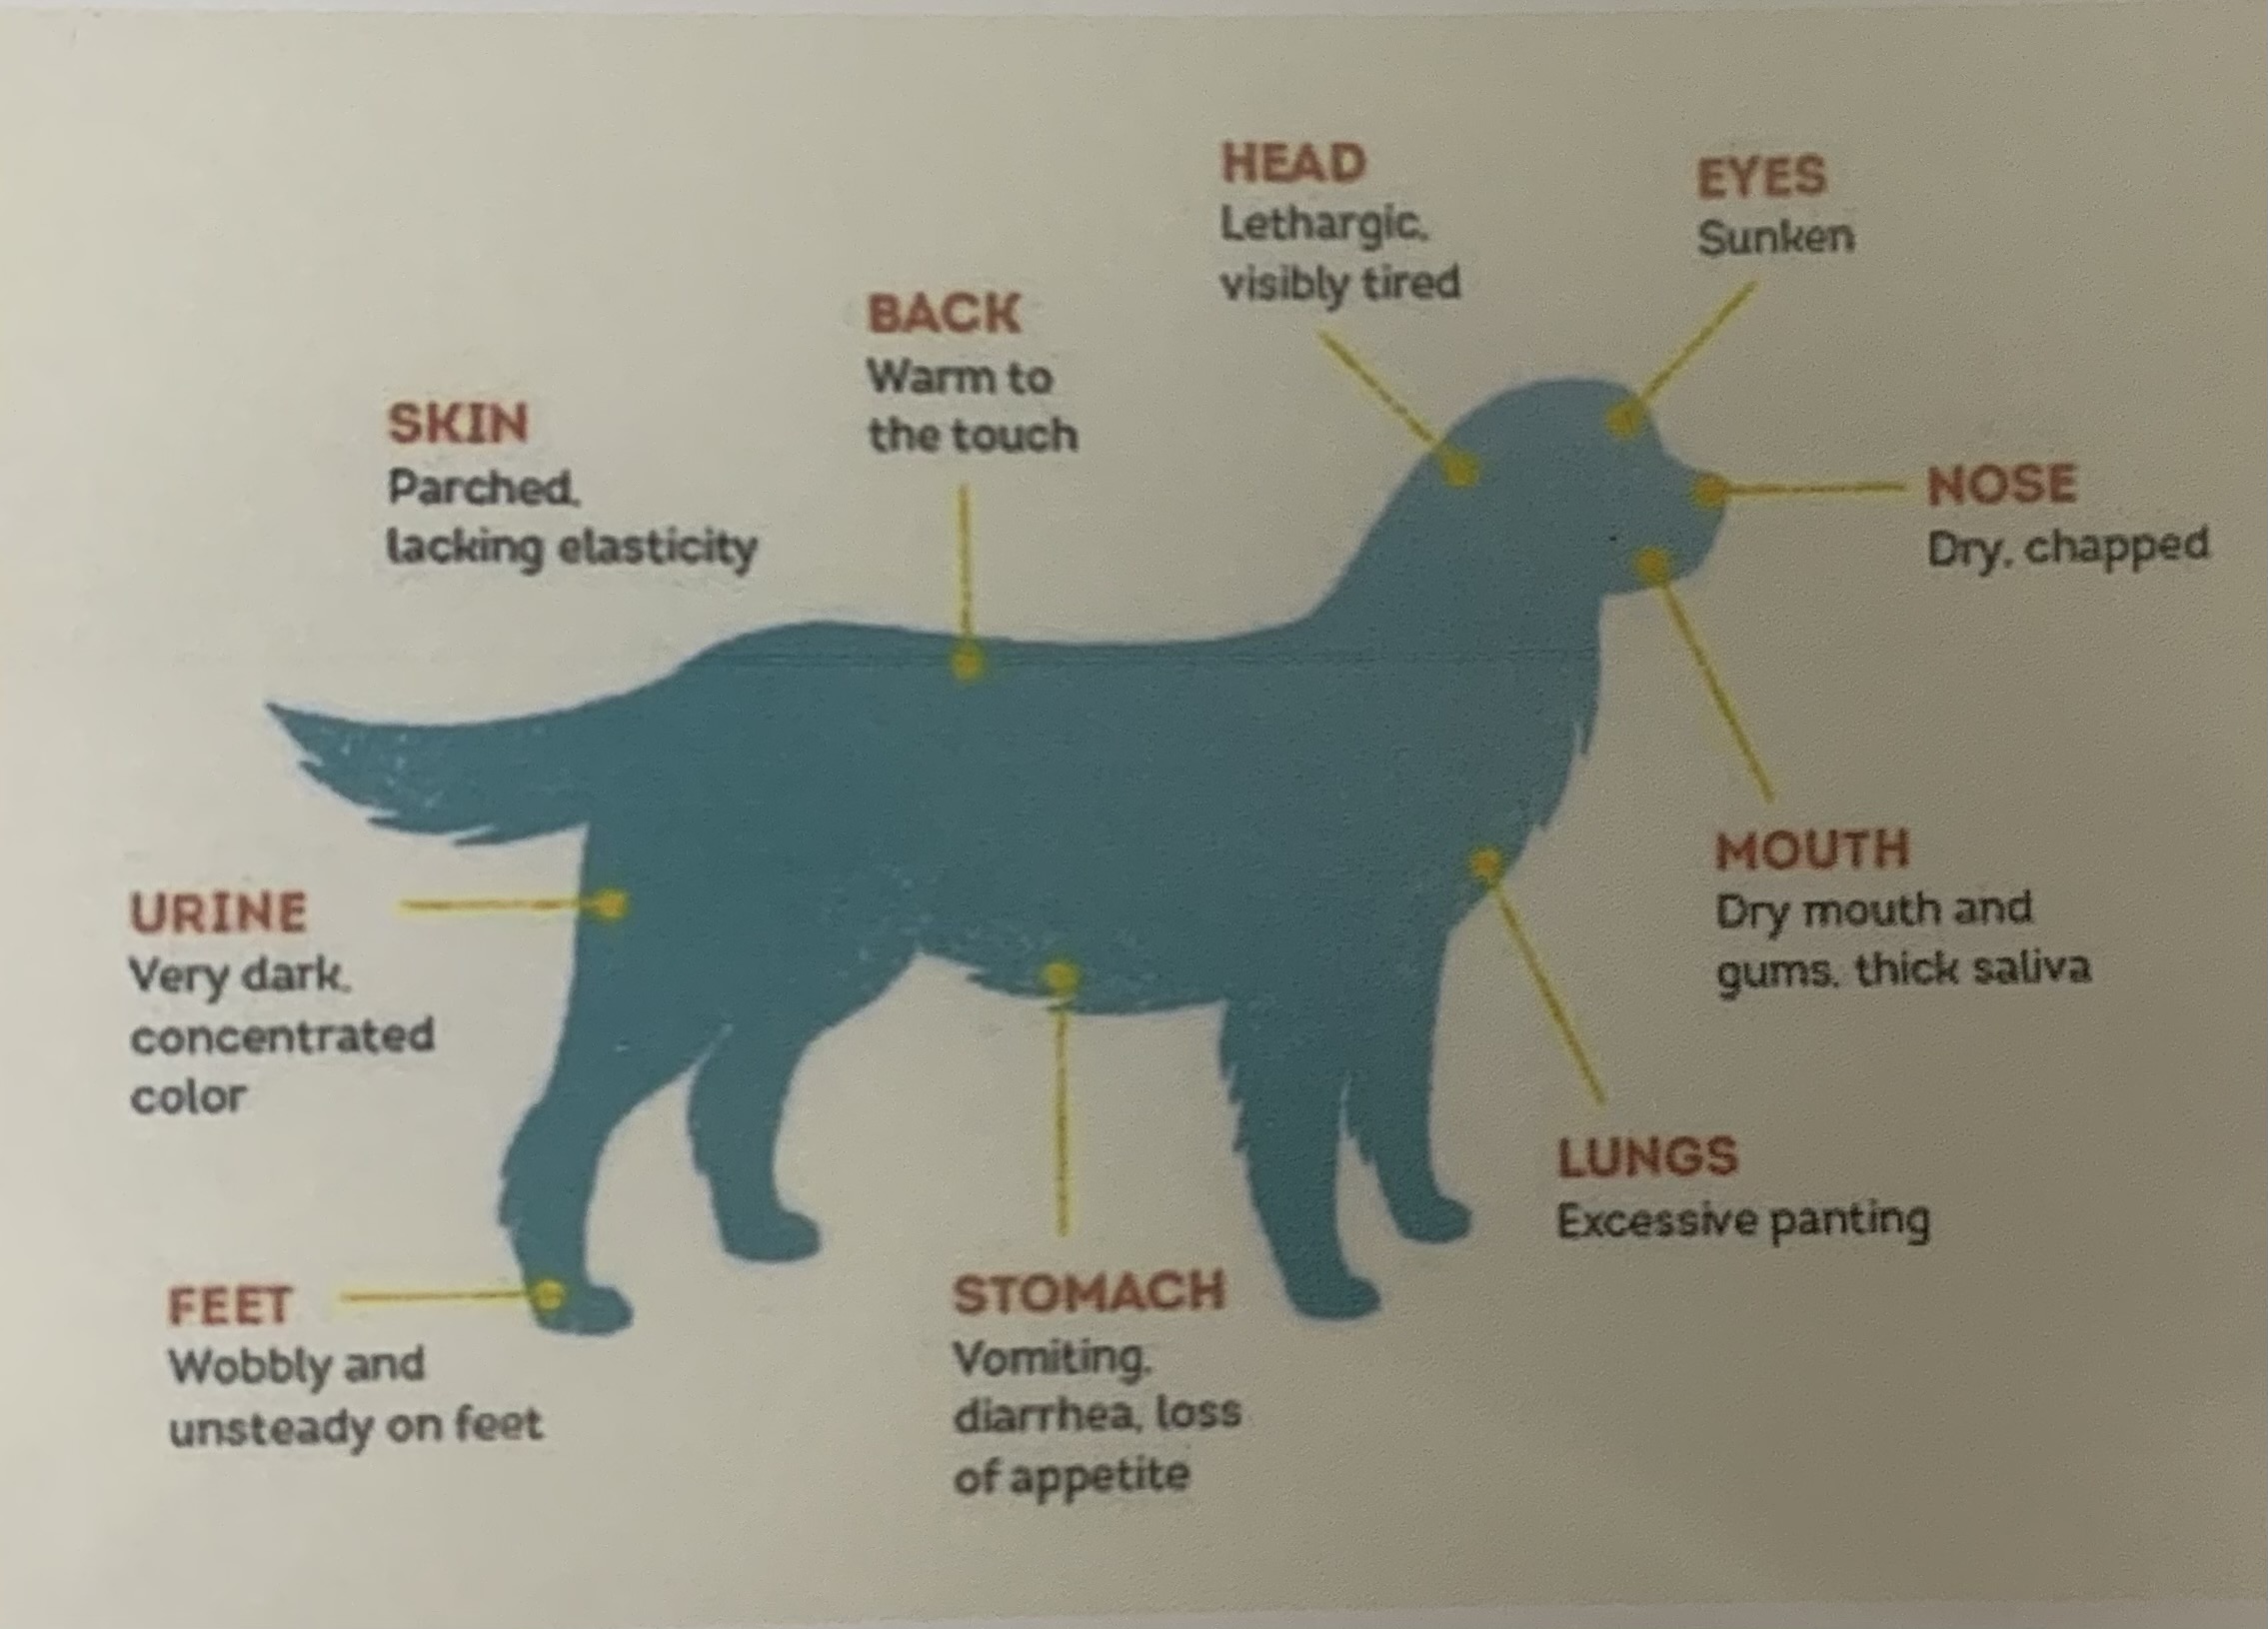 HEAD
Lethargic,
visibly tired
EYES
Sunken
BACK
Warm to
the touch
SKIN
Parched,
lacking elasticity
NOSE
Dry, chapped
MOUTH
Dry mouth and
gums, thick saliva
URINE
Very dark,
concentrated
color
LUNGS
Excessive panting
FEET
Wobbly and
unsteady on feet
STOMACH
Vomiting,
diarrhea, loss
of appetite